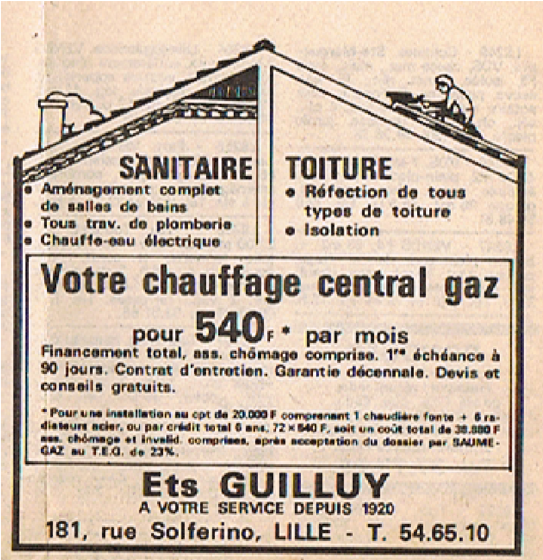 SANITAIRE
• Aménagement complet
de salles de bains
• Tous trav. de plomberie
• Chauffe-eau électrique
TOITURE
• Réfection de tous
types de toiture
• Isolation
Votre chauffage central gaz
pour 540F * par mois
Financement total, ass. chômage comprise. 1re échéance à
90 jours. Contrat d'entretien. Garantie décennale. Devis et
conseils gratuits.
* Pour une installation au cpt de 20.000 F comprenant 1 chaudière fonte + 6 ra-
diateurs acier, ou par crédit total 6 ans, 72 x 540 F, soit un coût total de 38.880 F
ass. chômage et invalid. comprises, après acceptation du dossier par SAUME-
GAZ au T.E.G. de 23%.
Ets GUILLUY
A VOTRE SERVICE DEPUIS 1920
181, rue Solferino, LILLE - T. 54.65.10